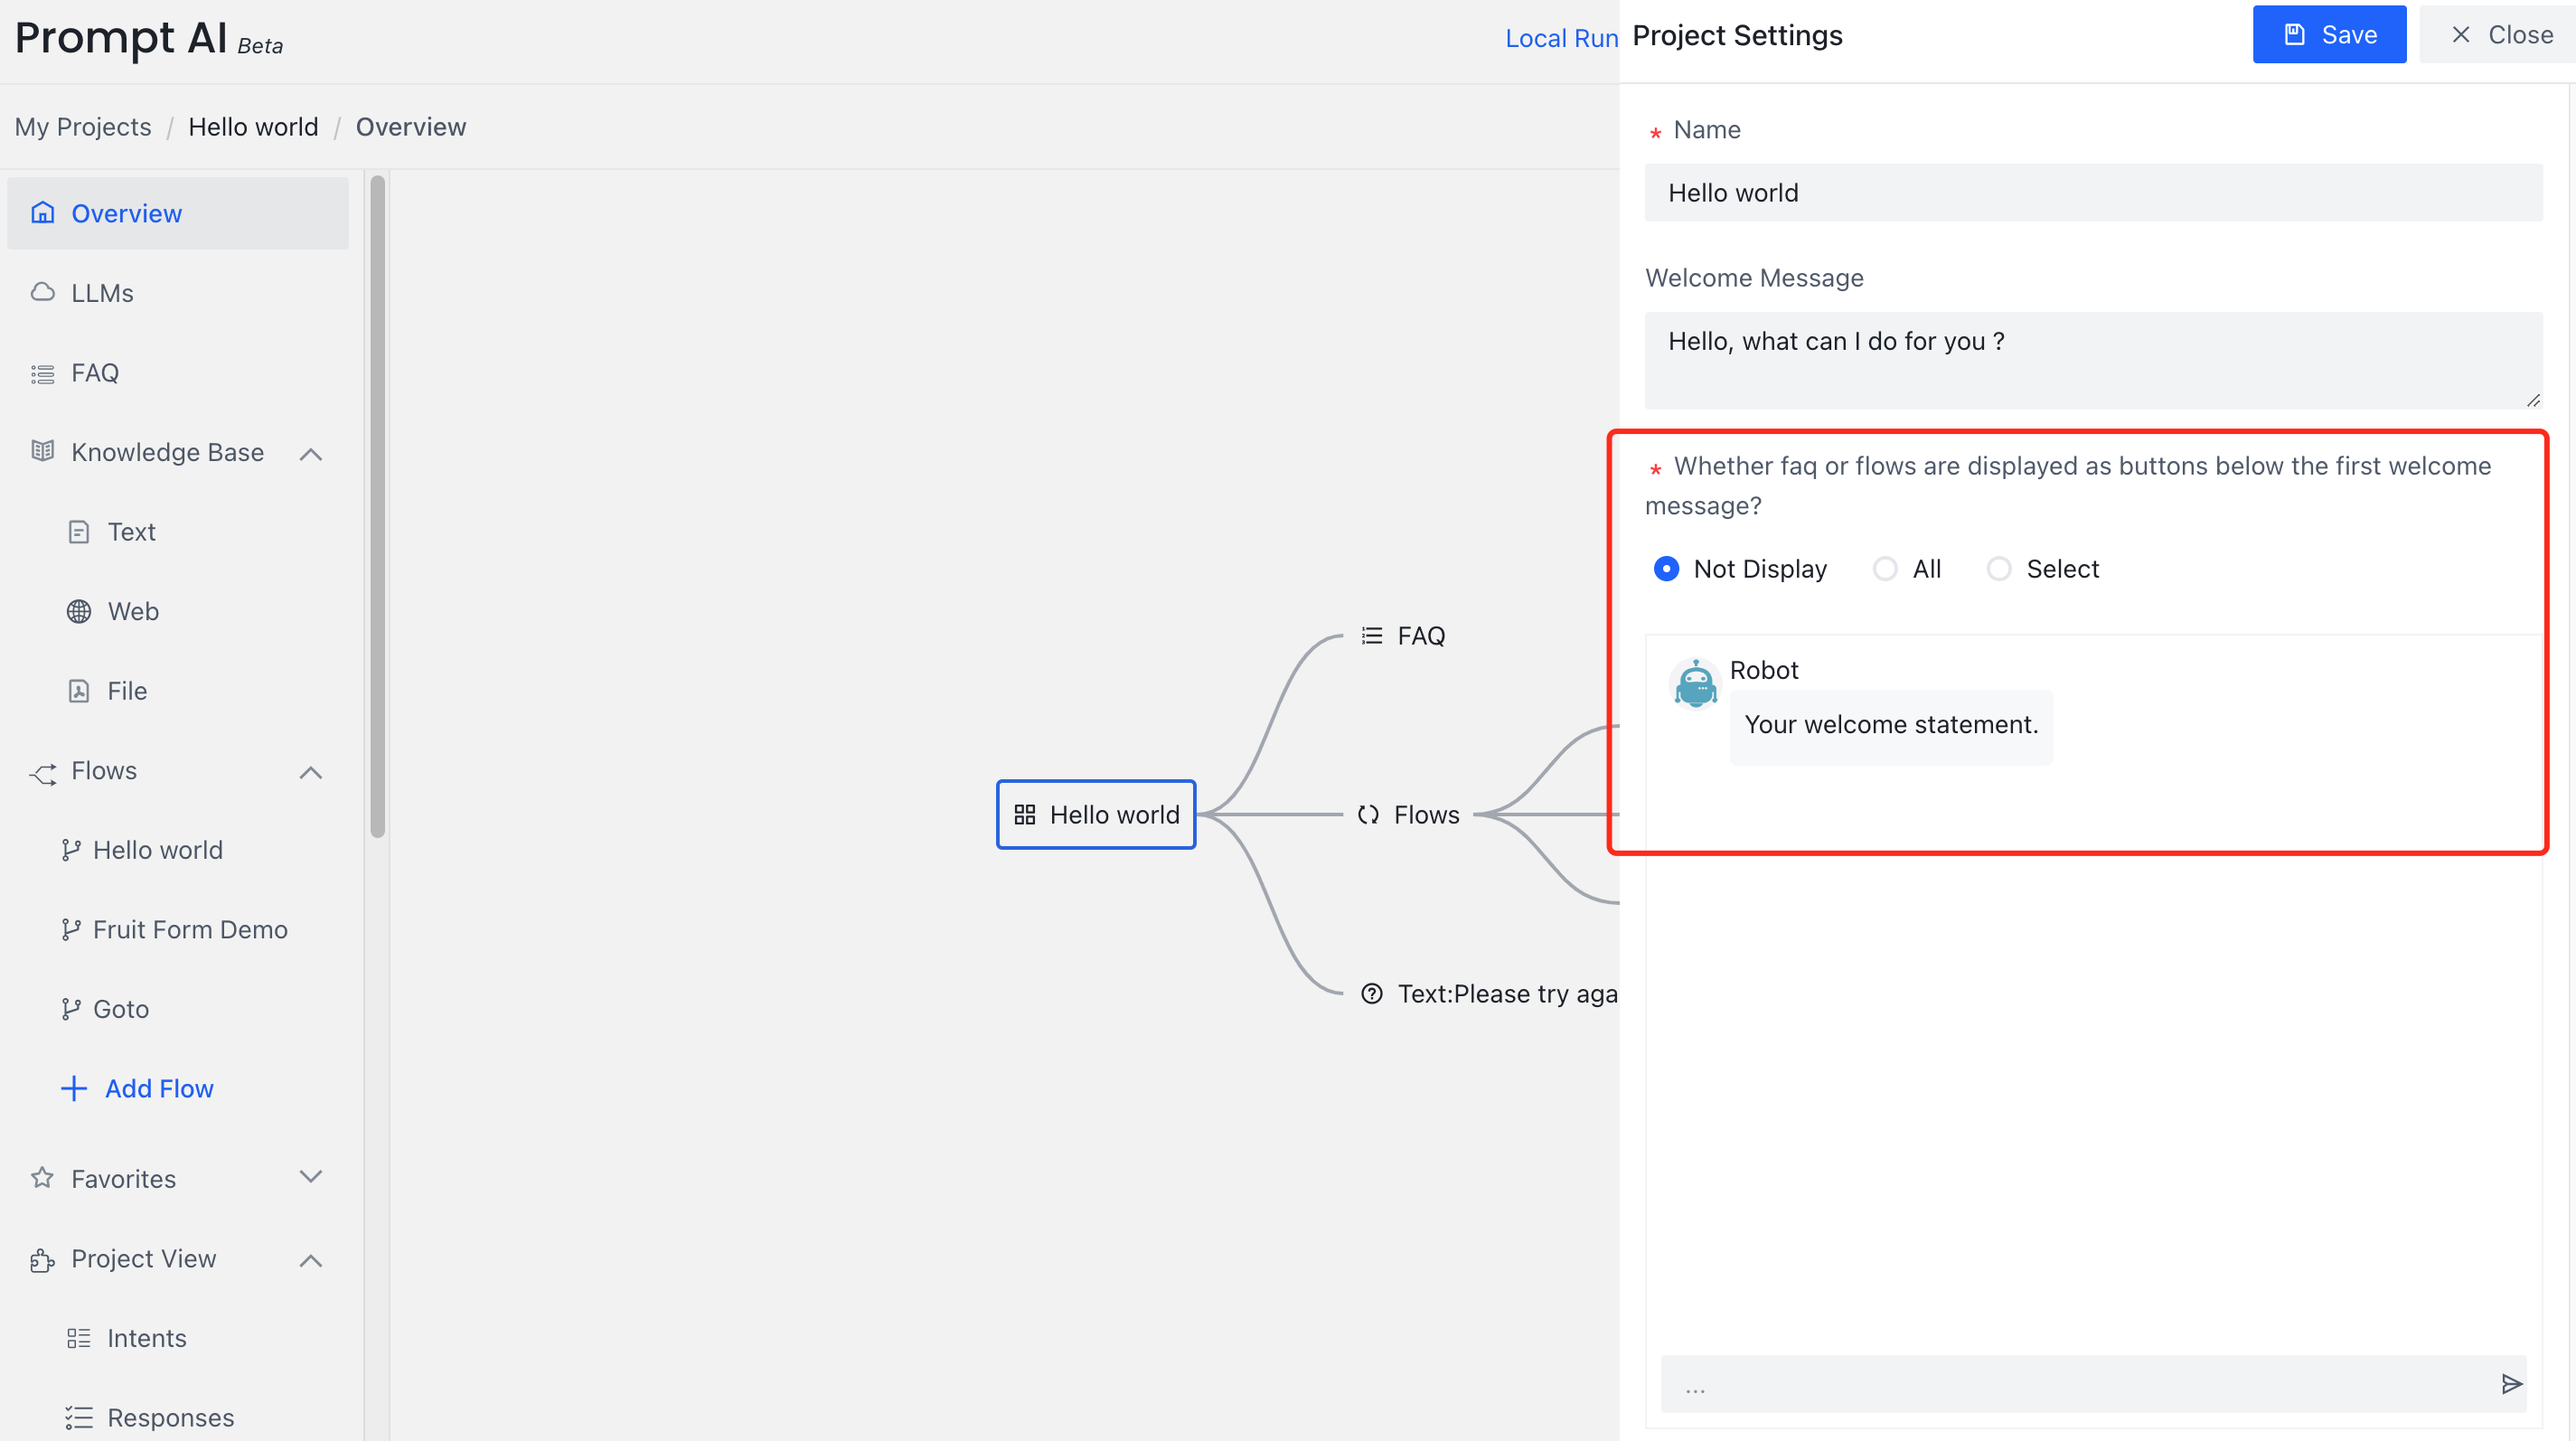 Prompt AI Beta
Local Run
Project Settings
Save
Close
My Projects / Hello world / Overview
Overview
LLMs
FAQ
Knowledge Base
Text
Web
File
Flows
Hello world
Fruit Form Demo
Goto
Add Flow
Favorites
Project View
Intents
Responses
Hello world
FAQ
Flows
Text:Please try aga
* Name
Hello world
Welcome Message
Hello, what can I do for you ?
* Whether faq or flows are displayed as buttons below the first welcome
message?
Not Display
All
Select
Robot
Your welcome statement.
...